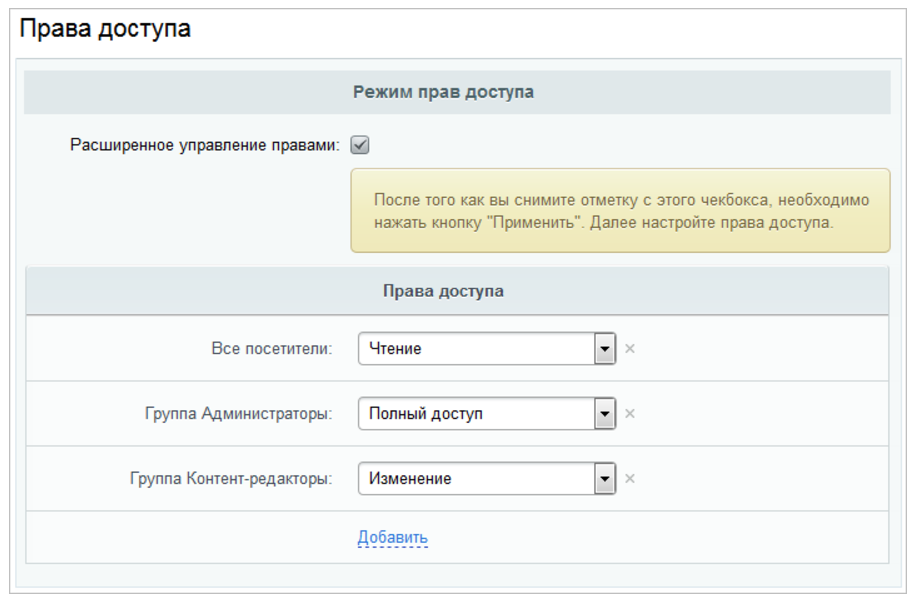 Права доступа
Режим прав доступа
Расширенное управление правами:
После того как вы снимите отметку с этого чекбокса, необходимо
нажать кнопку "Применить". Далее настройте права доступа.
Права доступа
Все посетители: Чтение
Группа Администраторы: Полный доступ
Группа Контент-редакторы: Изменение
Добавить